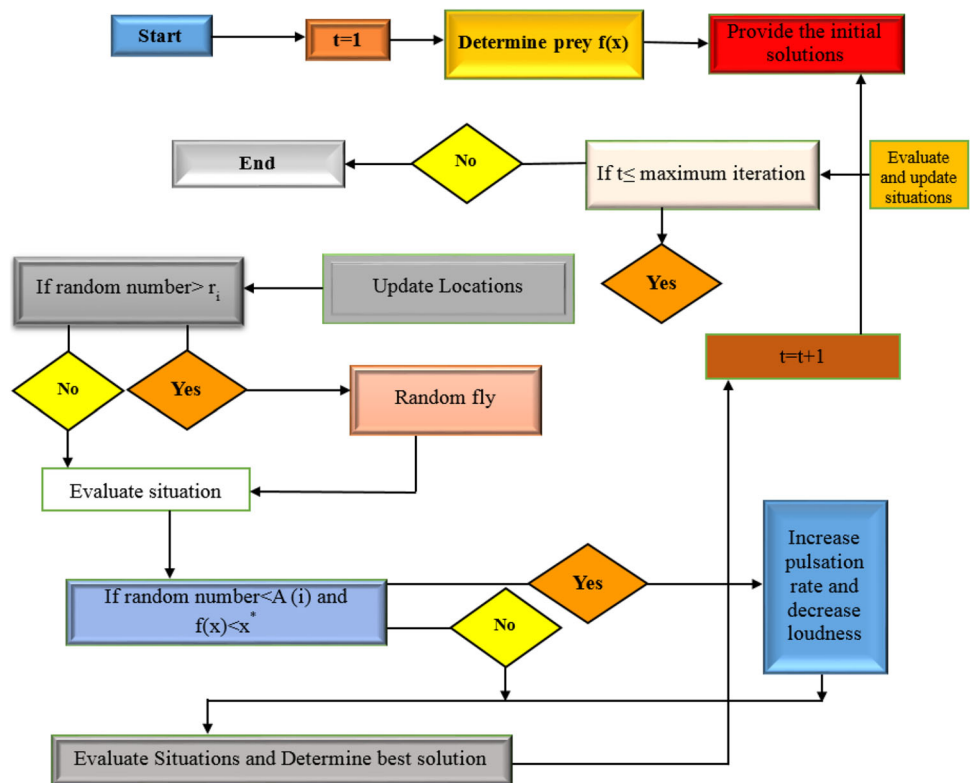 Start
t=1
Determine prey f(x)
Provide the initial
solutions
End
No
If t≤ maximum iteration
Evaluate
and update
situations
Yes
If random number> ri
Update Locations
t=t+1
No
Yes
Random fly
Evaluate situation
Increase
pulsation
rate and
decrease
loudness
If random number<A (i) and
f(x)<x*
Yes
No
Evaluate Situations and Determine best solution